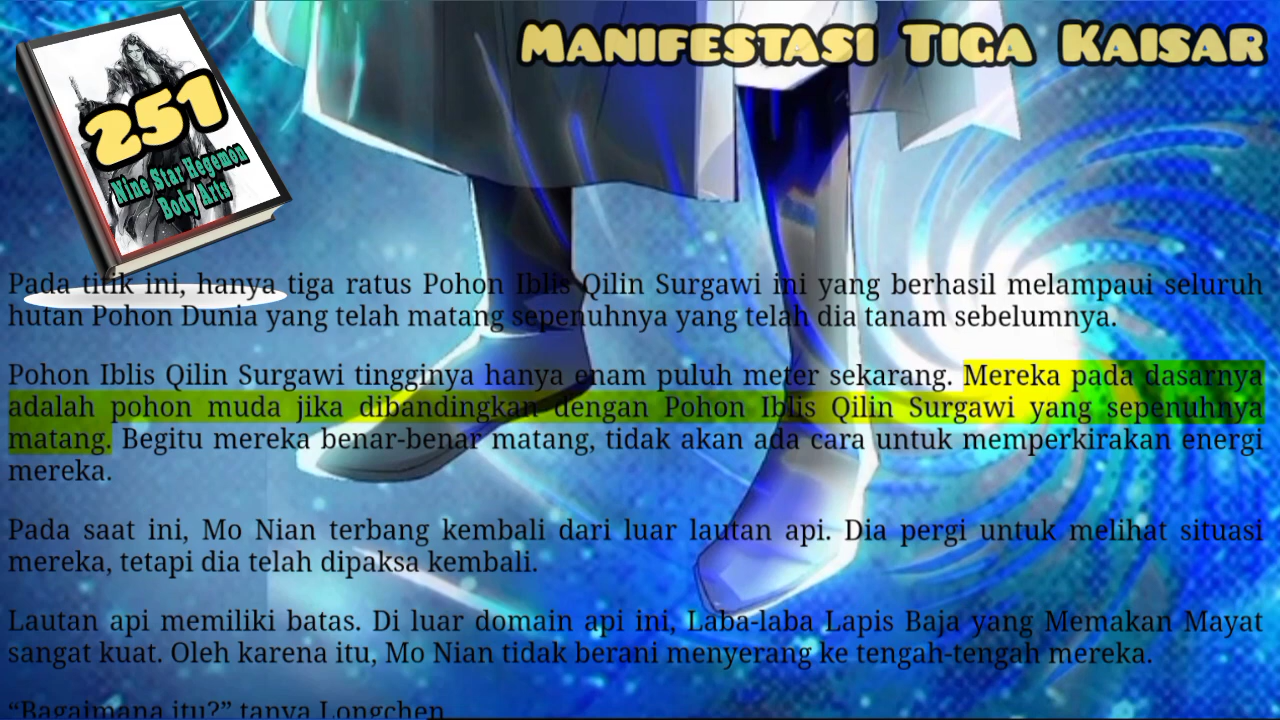 Manifestasi Tiga Kaisar
251
Nine Star Hegemon
Body Arts
Pada titik ini, hanya tiga ratus Pohon Iblis Qilin Surgawi ini yang berhasil melampaui seluruh
hutan Pohon Dunia yang telah matang sepenuhnya yang telah dia tanam sebelumnya.
Pohon Iblis Qilin Surgawi tingginya hanya enam puluh meter sekarang. Mereka pada dasarnya
adalah pohon muda jika dibandingkan dengan Pohon Iblis Qilin Surgawi yang sepenuhnya
matang. Begitu mereka benar-benar matang, tidak akan ada cara untuk memperkirakan energi
mereka.
Pada saat ini, Mo Nian terbang kembali dari luar lautan api. Dia pergi untuk melihat situasi
mereka, tetapi dia telah dipaksa kembali.
Lautan api memiliki batas. Di luar domain api ini, Laba-laba Lapis Baja yang Memakan Mayat
sangat kuat. Oleh karena itu, Mo Nian tidak berani menyerang ke tengah-tengah mereka.
“Bagaimana itu?” tanya Longchen